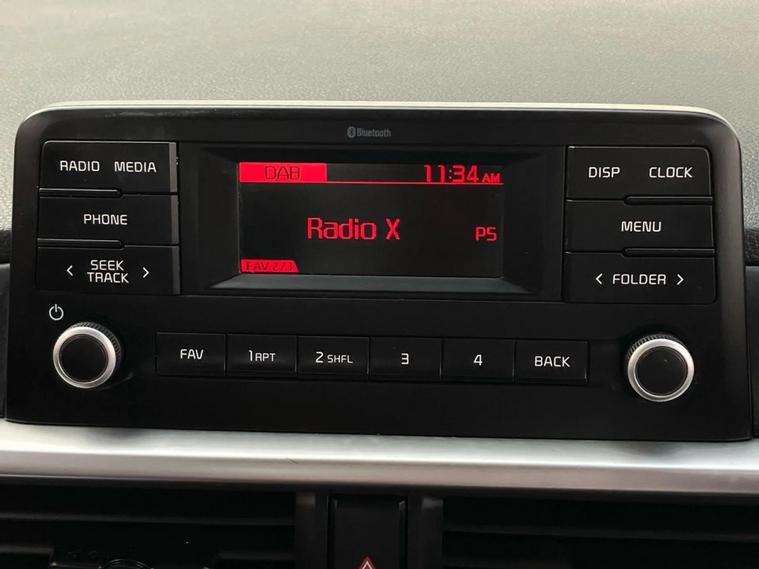 Bluetooth
RADIO MEDIA
DAB
11:34 AM
DISP CLOCK
PHONE
Radio X
P5
MENU
< SEEK TRACK >
FAV 2/3
< FOLDER >
FAV
1 RPT
2 SHFL
3
4
BACK